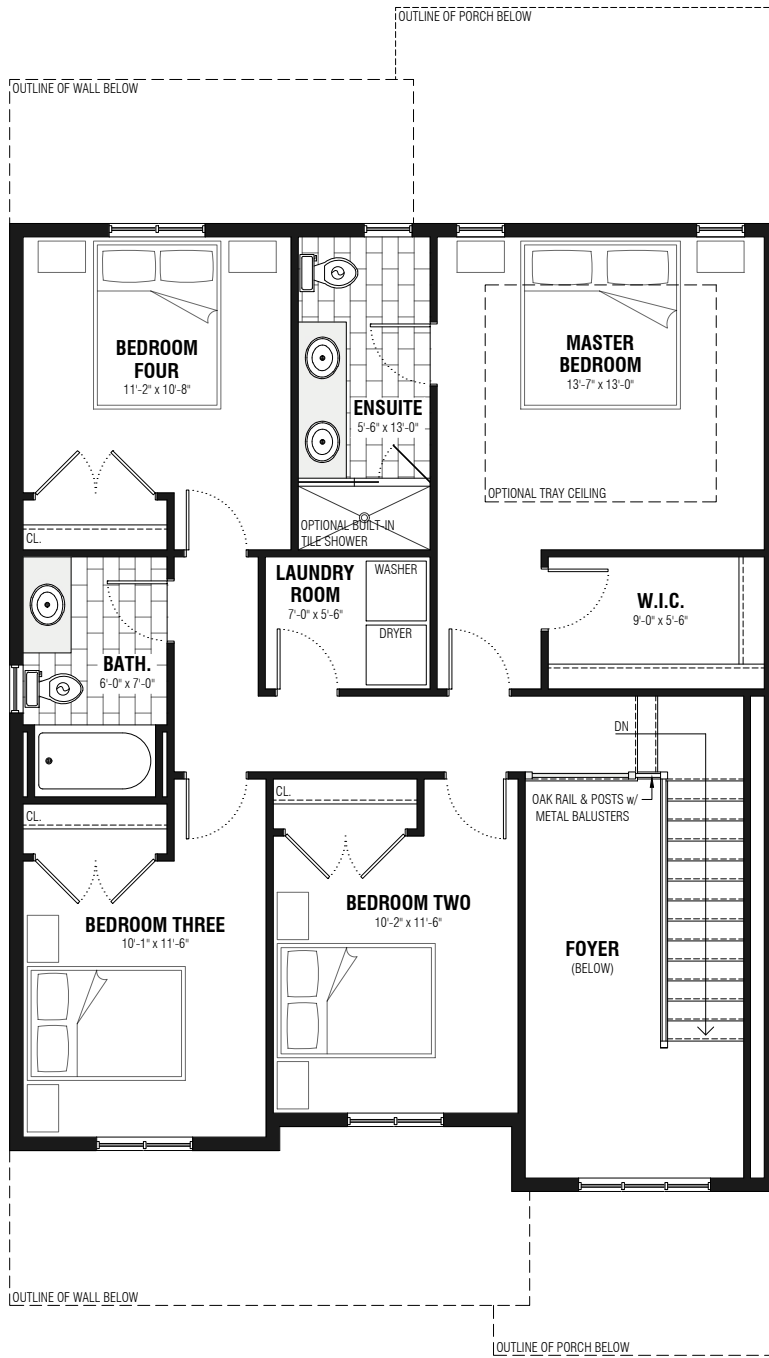 OUTLINE OF PORCH BELOW
OUTLINE OF WALL BELOW
BEDROOM
FOUR
11'-2" x 10'-8"
ENSUITE
5'-6" x 13'-0"
MASTER
BEDROOM
13'-7" x 13'-0"
OPTIONAL TRAY CEILING
OPTIONAL BUILT-IN
TILE SHOWER
CL.
LAUNDRY
ROOM
7'-0" x 5'-6"
WASHER
DRYER
W.I.C.
9'-0" x 5'-6"
BATH.
6'-0" x 7'-0"
DN
OAK RAIL & POSTS w/
METAL BALUSTERS
CL.
CL.
BEDROOM THREE
10'-1" x 11'-6"
BEDROOM TWO
10'-2" x 11'-6"
FOYER
(BELOW)
OUTLINE OF WALL BELOW
OUTLINE OF PORCH BELOW